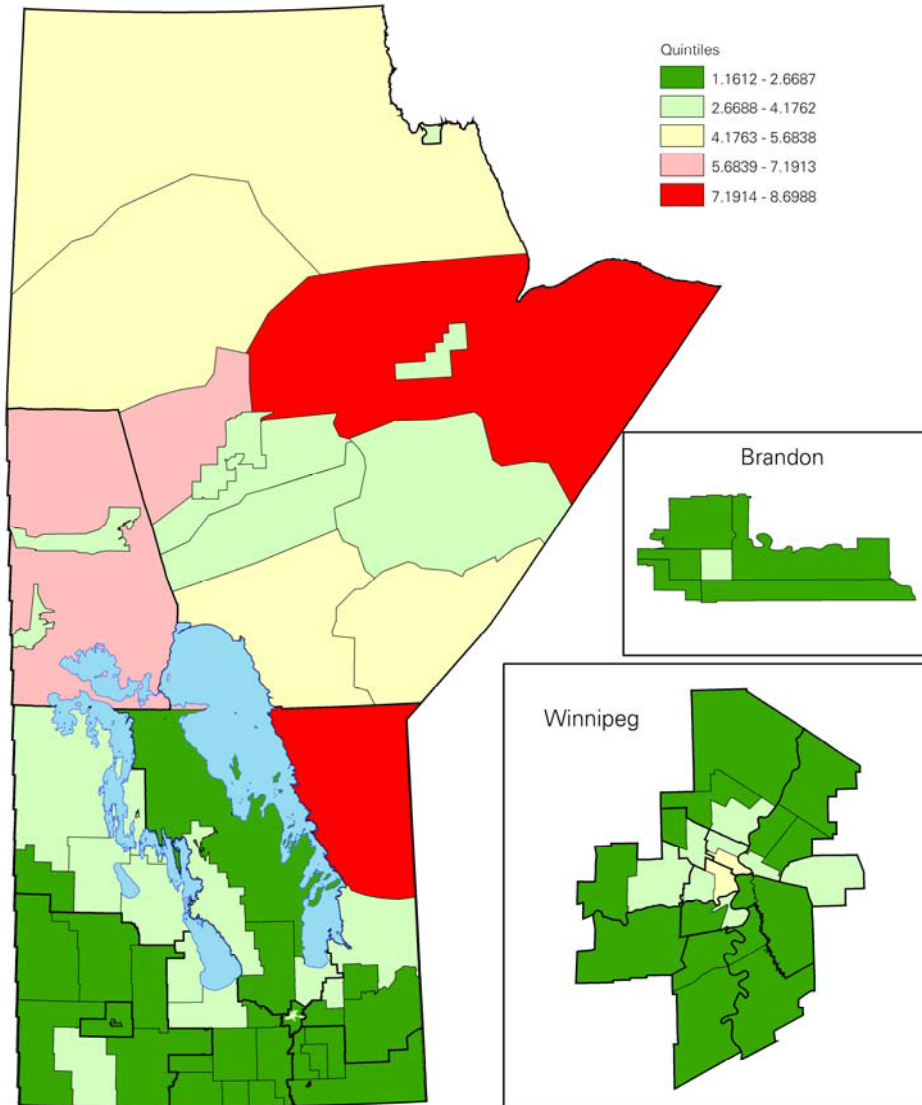 Quintiles
1.1612 - 2.6687
2.6688 - 4.1762
4.1763 - 5.6838
5.6839 - 7.1913
7.1914 - 8.6988
Brandon
Winnipeg